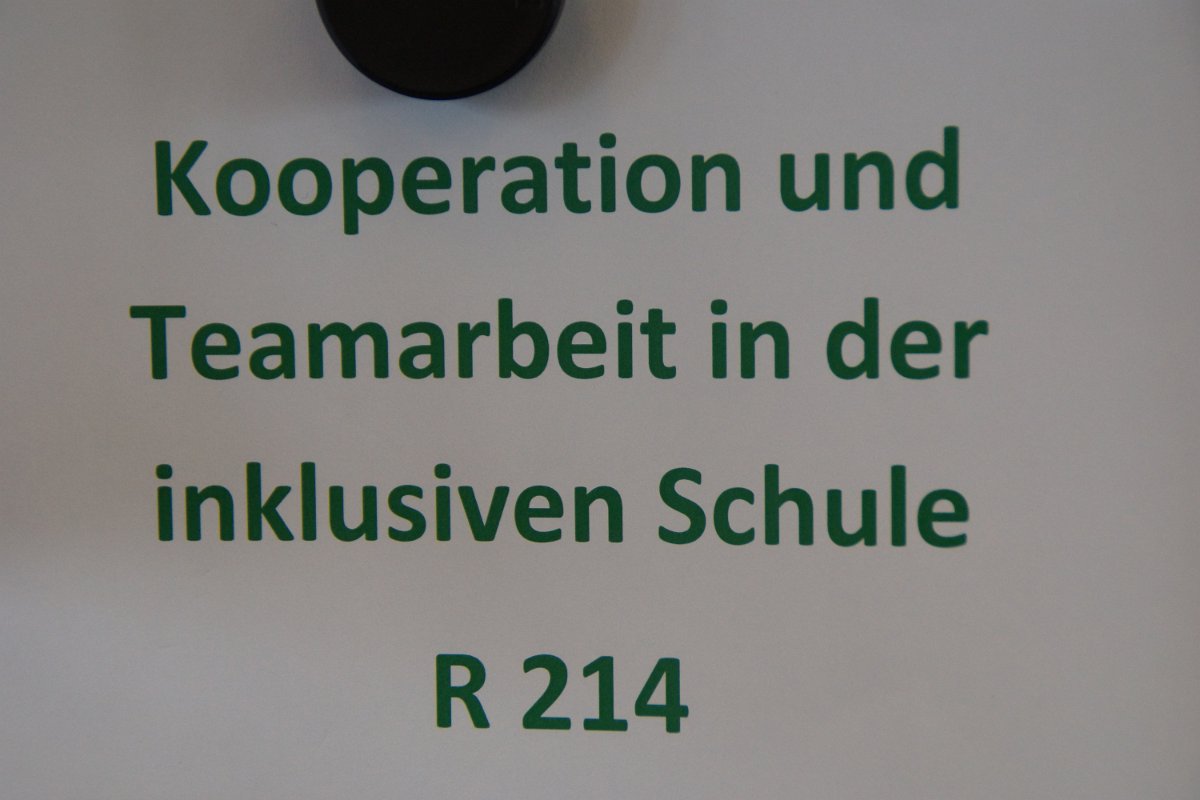 Kooperation und
Teamarbeit in der
inklusiven Schule
R 214